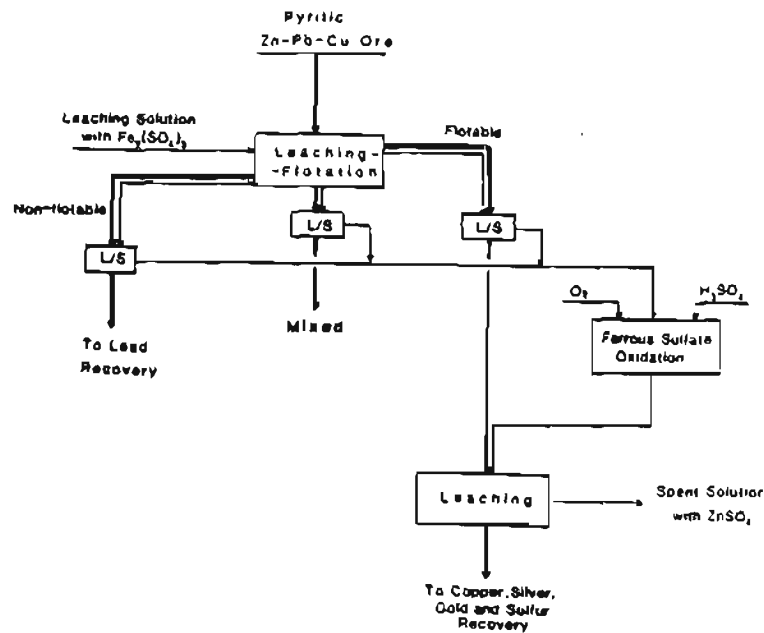 Pyritic
Zn-Pb-Cu Ore
Leaching Solution
with Fe2(SO4)3
Flotable
Leaching-
-Flotation
Non-flotable
L/S
L/S
L/S
O2
H2SO4
Mixed
To Lead
Recovery
Ferrous Sulfate
Oxidation
Leaching
Spent Solution
with ZnSO4
To Copper, Silver,
Gold and Sulfur
Recovery